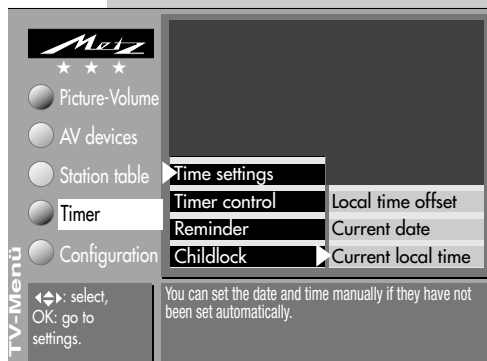 Metz
Picture-Volume
AV devices
Station table
Timer
Configuration
TV-Menü
Time settings
Timer control
Reminder
Childlock
Local time offset
Current date
Current local time
: select,
OK: go to
settings.
You can set the date and time manually if they have not
been set automatically.